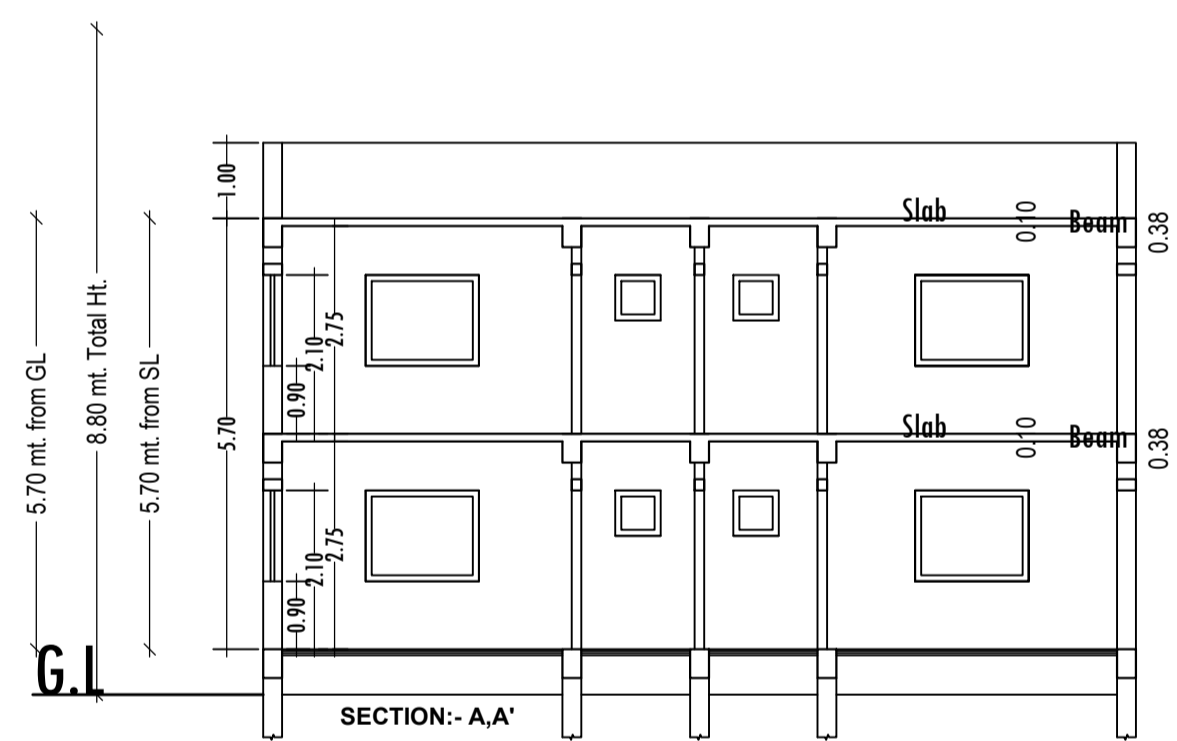 5.70 mt. from GL
8.80 mt. Total Ht.
5.70 mt. from SL
1.00
5.70
Slab
0.10
Beam
0.38
0.90
2.10
2.75
Slab
0.10
Beam
0.38
0.90
2.10
2.75
G.L
SECTION:- A,A'